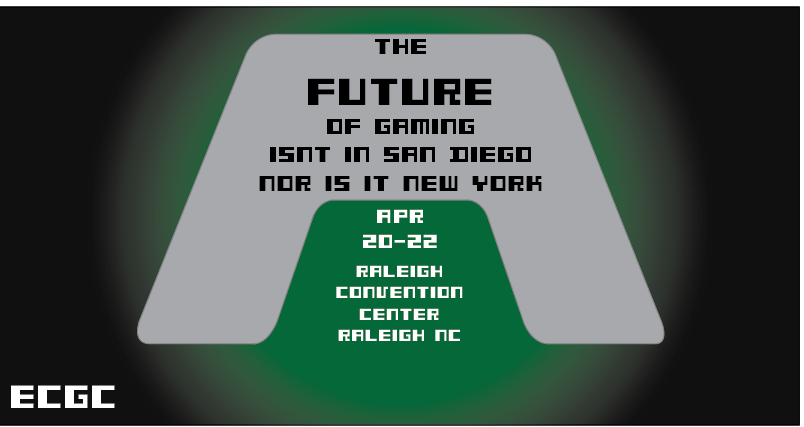 THE
FUTURE
OF GAMING
ISNT IN SAN DIEGO
NOR IS IT NEW YORK
APR
20-22
RALEIGH
CONVENTION
CENTER
RALEIGH NC
ECGC